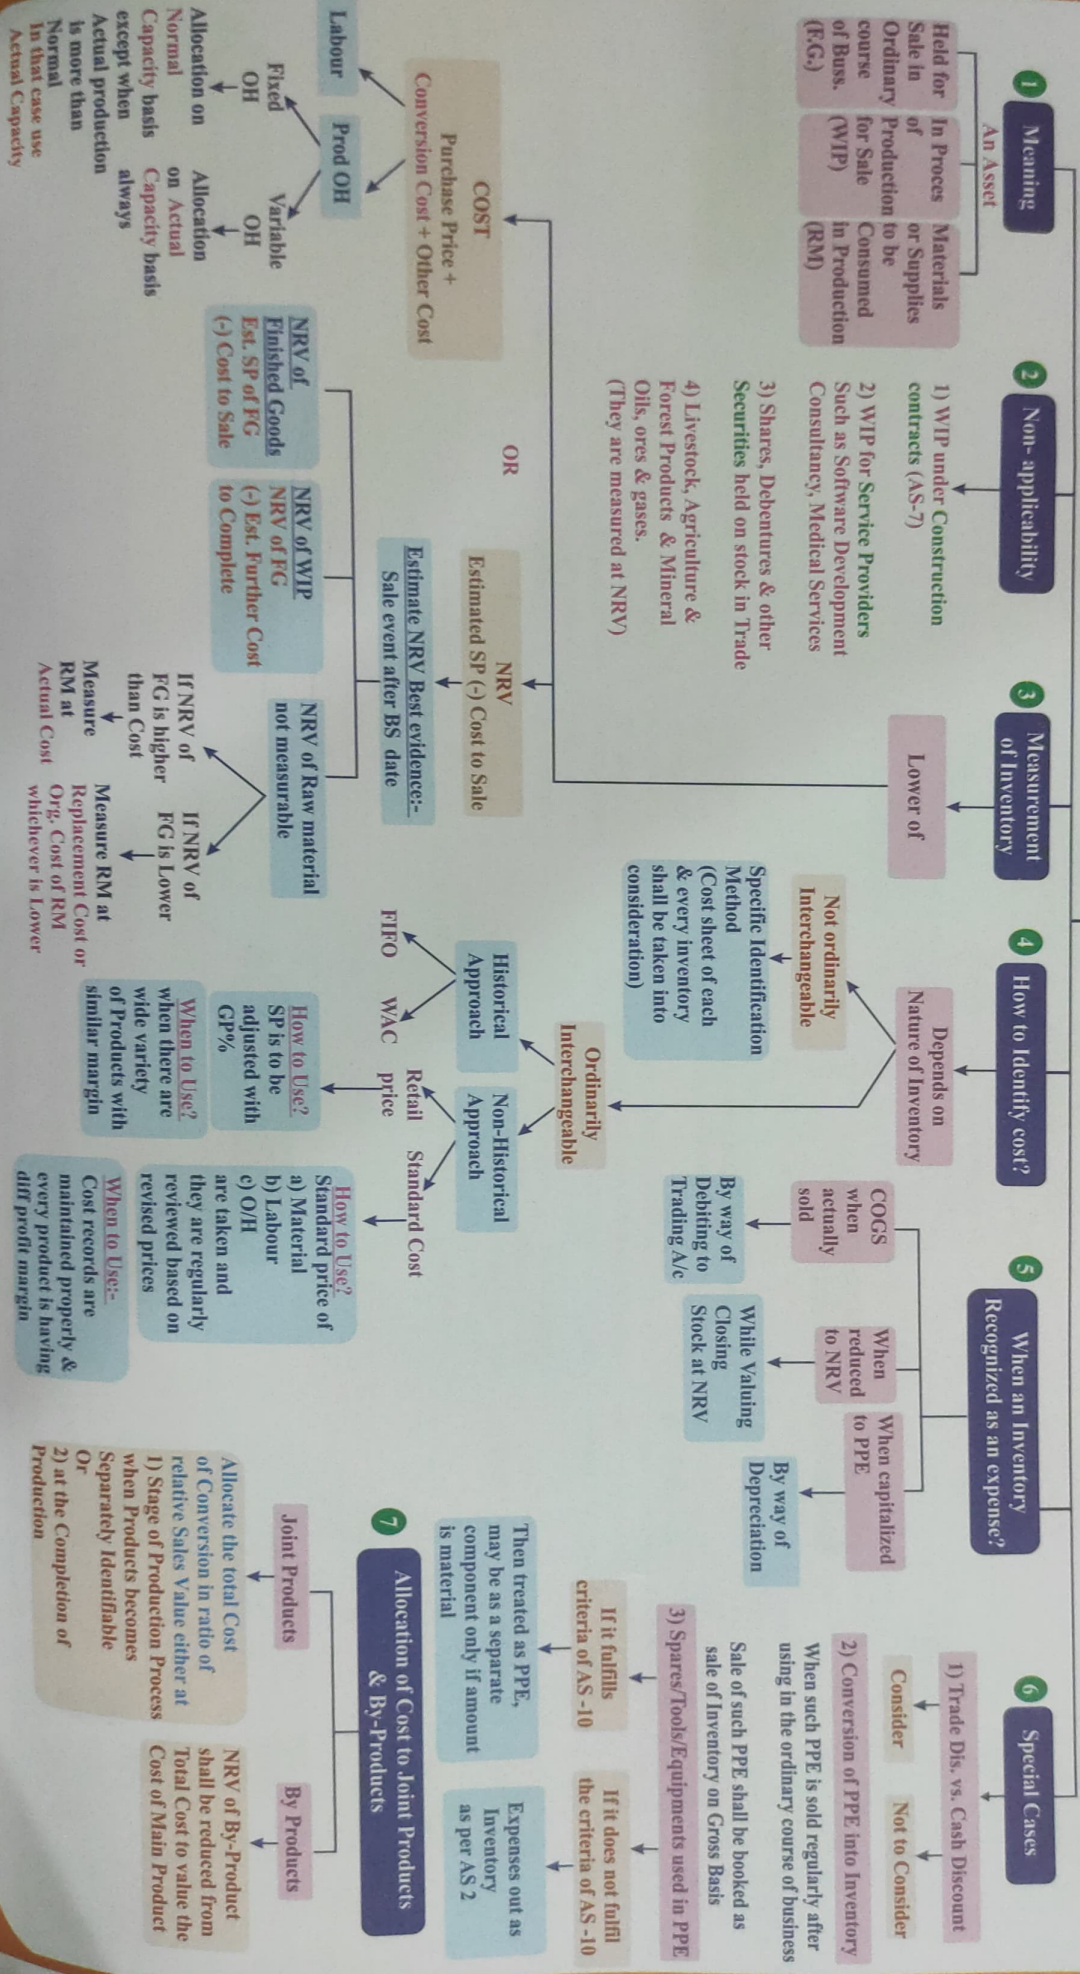 1 Meaning
An Asset
Held for
Sale in
Ordinary
course
of Buss.
(F.G.)
In Proces
of
Production
for Sale
(WIP)
Materials
or Supplies
to be
Consumed
in Production
(RM)
2 Non- applicability
1) WIP under Construction
contracts (AS-7)
2) WIP for Service Providers
Such as Software Development
Consultancy, Medical Services
3) Shares, Debentures & other
Securities held on stock in Trade
4) Livestock, Agriculture &
Forest Products & Mineral
Oils, ores & gases.
(They are measured at NRV)
3 Measurement
of Inventory
Lower of
COST
Purchase Price +
Conversion Cost + Other Cost
Labour
Prod OH
Fixed
OH
Allocation on
Normal
Capacity basis
except when
Actual production
is more than
Normal
In that case use
Actual Capacity
Variable
OH
Allocation
on Actual
Capacity basis
always
OR
NRV
Estimated SP (-) Cost to Sale
Estimate NRV Best evidence:-
Sale event after BS date
NRV of
Finished Goods
Est. SP of FG
(-) Cost to Sale
NRV of WIP
NRV of FG
(-) Est. Further Cost
to Complete
NRV of Raw material
not measurable
If NRV of
FG is higher
than Cost
Measure
RM at
Actual Cost
If NRV of
FG is Lower
Measure RM at
Replacement Cost or
Org. Cost of RM
whichever is Lower
4 How to Identify cost?
Depends on
Nature of Inventory
Not ordinarily
Interchangeable
Specific Identification
Method
(Cost sheet of each
& every inventory
shall be taken into
consideration)
Ordinarily
Interchangeable
Historical
Approach
FIFO
WAC
Non-Historical
Approach
Retail
price
How to Use?
SP is to be
adjusted with
GP%
When to Use?
when there are
wide variety
of Products with
similar margin
Standard Cost
How to Use?
Standard price of
a) Material
b) Labour
c) O/H
are taken and
they are regularly
reviewed based on
revised prices
When to Use:-
Cost records are
maintained properly &
every product is having
diff profit margin
5 When an Inventory
Recognized as an expense?
COGS
when
actually
sold
By way of
Debiting to
Trading A/c
When
reduced
to NRV
While Valuing
Closing
Stock at NRV
When capitalized
to PPE
By way of
Depreciation
6 Special Cases
1) Trade Dis. vs. Cash Discount
Consider
Not to Consider
2) Conversion of PPE into Inventory
When such PPE is sold regularly after
using in the ordinary course of business
Sale of such PPE shall be booked as
sale of Inventory on Gross Basis
3) Spares/Tools/Equipments used in PPE
If it fulfills
criteria of AS -10
Then treated as PPE,
may be as a separate
component only if amount
is material
If it does not fulfil
the criteria of AS -10
Expenses out as
Inventory
as per AS 2
7 Allocation of Cost to Joint Products
& By-Products
Joint Products
Allocate the total Cost
of Conversion in ratio of
relative Sales Value either at
1) Stage of Production Process
when Products becomes
Separately Identifiable
Or
2) at the Completion of
Production
By Products
NRV of By-Product
shall be reduced from
Total Cost to value the
Cost of Main Product